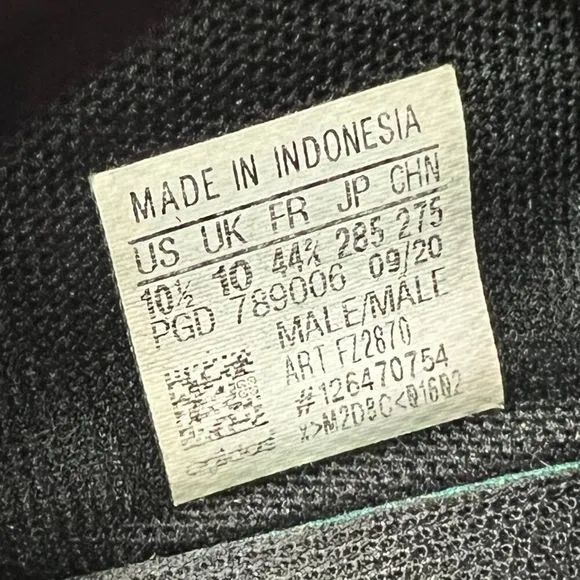 MADE IN INDONESIA
US UK FR JP CHN
10½ 10 44⅔ 285 275
PGD 789006 09/20
MALE/MALE
ART FZ2870
#126470754